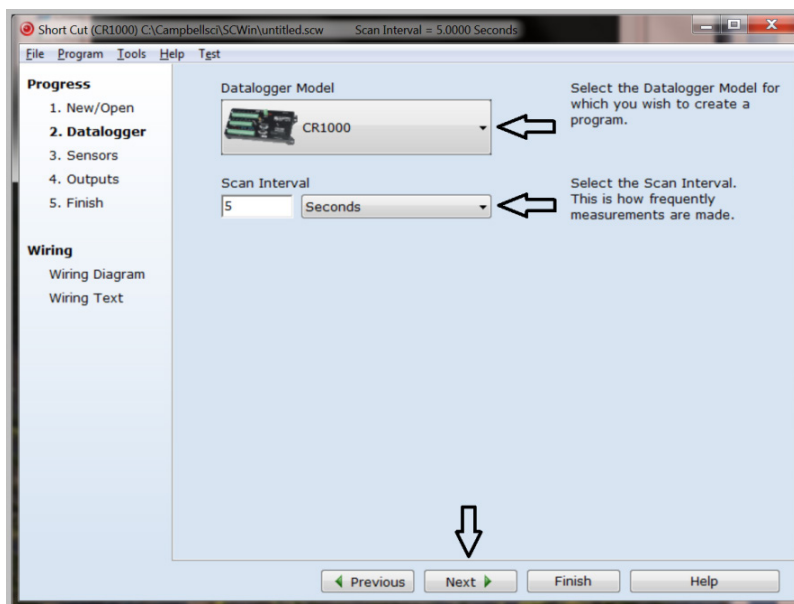 Short Cut (CR1000) C:\Campbellsci\SCWin\untitled.scw Scan Interval = 5.0000 Seconds
File Program Tools Help Test
Progress
1. New/Open
2. Datalogger
3. Sensors
4. Outputs
5. Finish
Wiring
Wiring Diagram
Wiring Text
Datalogger Model
CR1000
Select the Datalogger Model for
which you wish to create a
program.
Scan Interval
5 Seconds
Select the Scan Interval.
This is how frequently
measurements are made.
Previous Next Finish Help